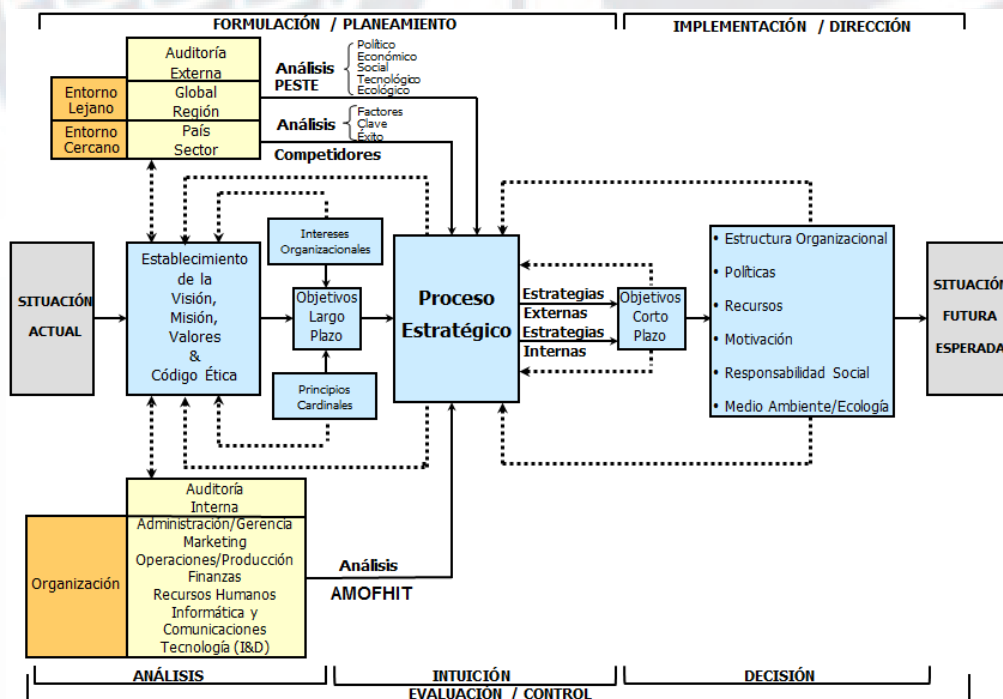 FORMULACIÓN / PLANEAMIENTO
IMPLEMENTACIÓN / DIRECCIÓN
Auditoría
Externa
Entorno
Lejano
Global
Región
Entorno
Cercano
País
Sector
Análisis
PESTE
Político
Económico
Social
Tecnológico
Ecológico
Análisis
Factores
Clave
Éxito
Competidores
SITUACIÓN
ACTUAL
Establecimiento
de la
Visión,
Misión,
Valores
&
Código Ética
Intereses
Organizacionales
Objetivos
Largo
Plazo
Principios
Cardinales
Proceso
Estratégico
Estrategias
Externas
Estrategias
Internas
Objetivos
Corto
Plazo
• Estructura Organizacional
• Políticas
• Recursos
• Motivación
• Responsabilidad Social
• Medio Ambiente/Ecología
SITUACIÓN
FUTURA
ESPERADA
Auditoría
Interna
Organización
Administración/Gerencia
Marketing
Operaciones/Producción
Finanzas
Recursos Humanos
Informática y
Comunicaciones
Tecnología (I&D)
Análisis
AMOFHIT
ANÁLISIS
INTUICIÓN
DECISIÓN
EVALUACIÓN / CONTROL